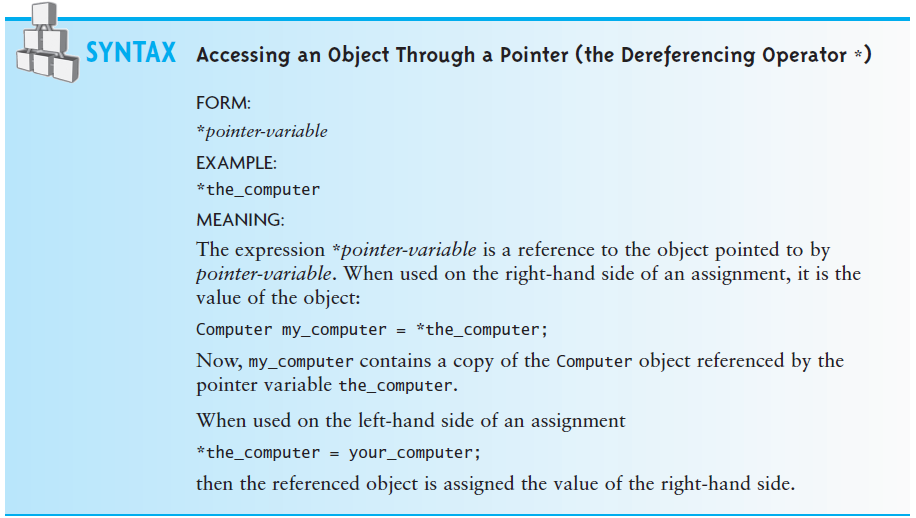 SYNTAX Accessing an Object Through a Pointer (the Dereferencing Operator *)
FORM:
*pointer-variable
EXAMPLE:
*the_computer
MEANING:
The expression *pointer-variable is a reference to the object pointed to by
pointer-variable. When used on the right-hand side of an assignment, it is the
value of the object:
Computer my_computer = *the_computer;
Now, my_computer contains a copy of the Computer object referenced by the
pointer variable the_computer.
When used on the left-hand side of an assignment
*the_computer = your_computer;
then the referenced object is assigned the value of the right-hand side.